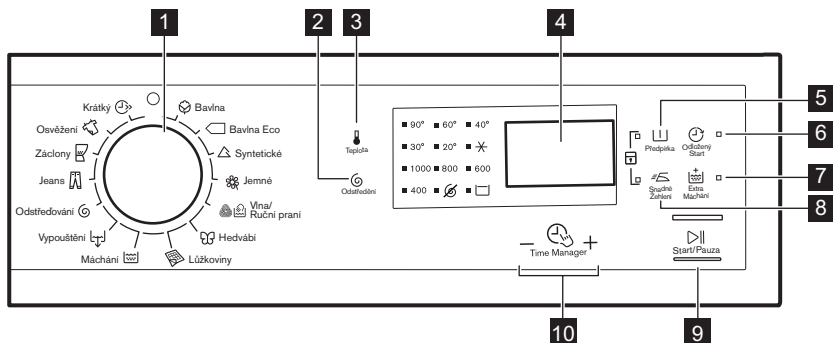 1
2
3
4
5
6
7
8
9
10
Krátký
Osvěžení
Záclony
Jeans
Odstřeďování
Vypouštění
Máchání
Bavlna
Bavlna Eco
Syntetické
Jemné
Vlna/
Ruční praní
Hedvábí
Lůžkoviny
Teplota
Odstředění
90° 60° 40°
30° 20°
1000 800 600
400
Předpírka
Odložený
Start
Snadné
Žehlení
Extra
Máchání
Start/Pauza
− Time Manager +